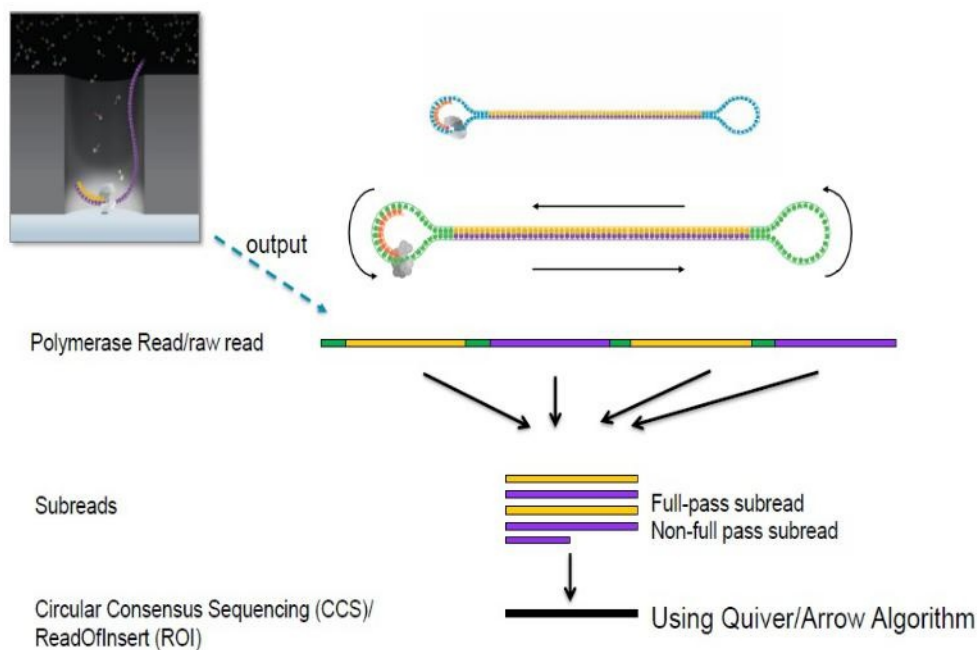 output
Polymerase Read/raw read
Subreads
Full-pass subread
Non-full pass subread
Circular Consensus Sequencing (CCS)/
ReadOfInsert (ROI)
Using Quiver/Arrow Algorithm